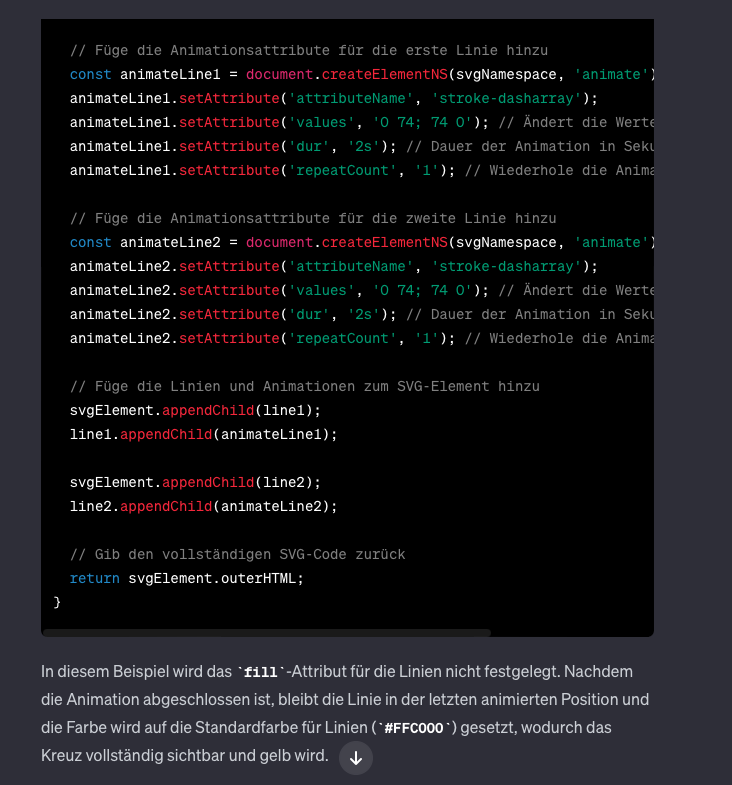 // Füge die Animationsattribute für die erste Linie hinzu
const animateLine1 = document.createElementNS(svgNamespace, 'animate')
animateLine1.setAttribute('attributeName', 'stroke-dasharray');
animateLine1.setAttribute('values', '0 74; 74 0'); // Ändert die Werte
animateLine1.setAttribute('dur', '2s'); // Dauer der Animation in Seku
animateLine1.setAttribute('repeatCount', '1'); // Wiederhole die Anima
// Füge die Animationsattribute für die zweite Linie hinzu
const animateLine2 = document.createElementNS(svgNamespace, 'animate')
animateLine2.setAttribute('attributeName', 'stroke-dasharray');
animateLine2.setAttribute('values', '0 74; 74 0'); // Ändert die Werte
animateLine2.setAttribute('dur', '2s'); // Dauer der Animation in Seku
animateLine2.setAttribute('repeatCount', '1'); // Wiederhole die Anima
// Füge die Linien und Animationen zum SVG-Element hinzu
svgElement.appendChild(line1);
line1.appendChild(animateLine1);
svgElement.appendChild(line2);
line2.appendChild(animateLine2);
// Gib den vollständigen SVG-Code zurück
return svgElement.outerHTML;
}
In diesem Beispiel wird das `fill`-Attribut für die Linien nicht festgelegt. Nachdem
die Animation abgeschlossen ist, bleibt die Linie in der letzten animierten Position und
die Farbe wird auf die Standardfarbe für Linien (`#FFC000`) gesetzt, wodurch das
Kreuz vollständig sichtbar und gelb wird.